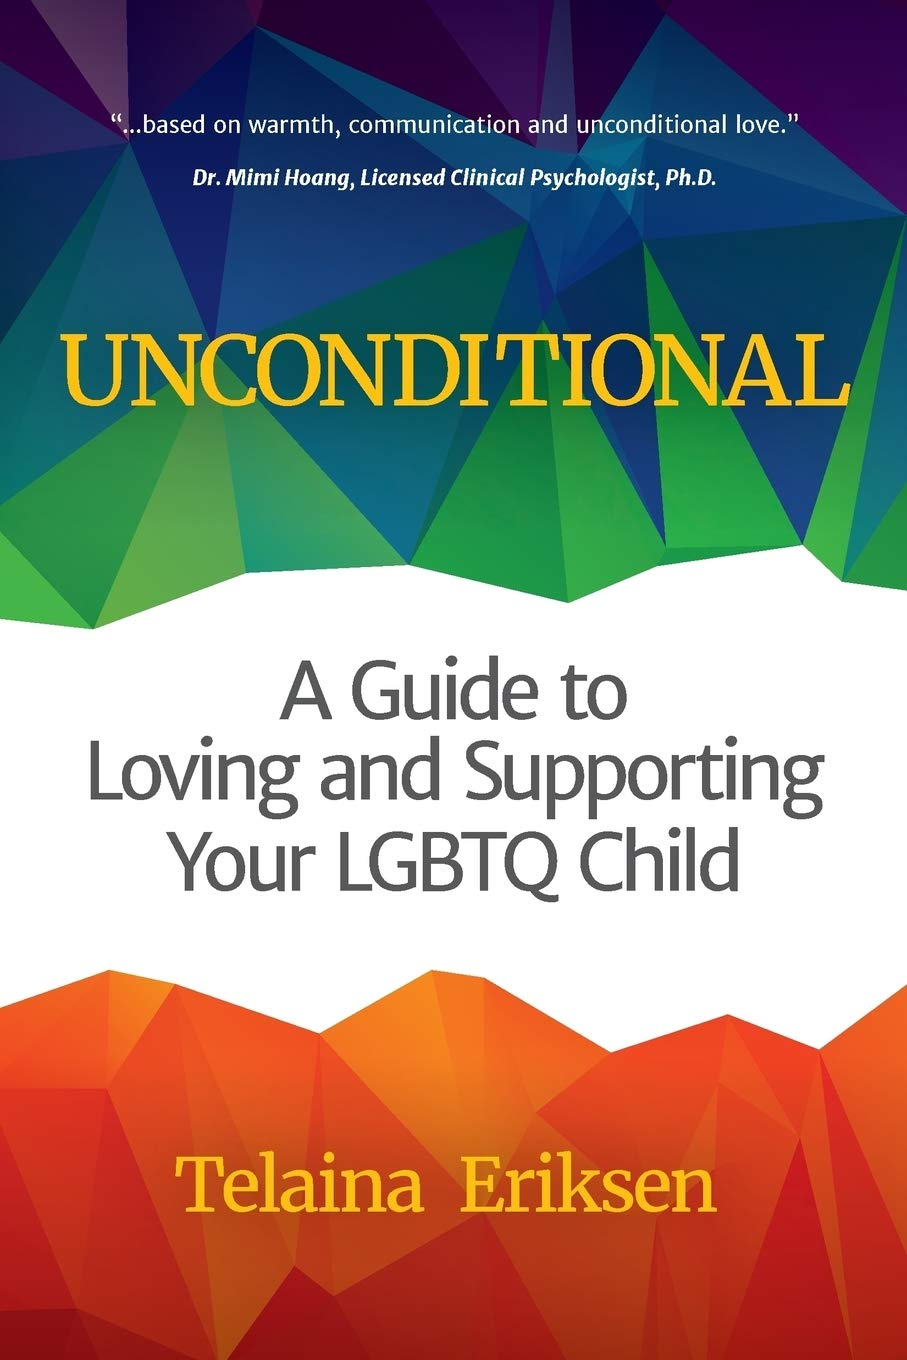 “...based on warmth, communication and unconditional love.”
Dr. Mimi Hoang, Licensed Clinical Psychologist, Ph.D.
UNCONDITIONAL
A Guide to
Loving and Supporting
Your LGBTQ Child
Telaina Eriksen